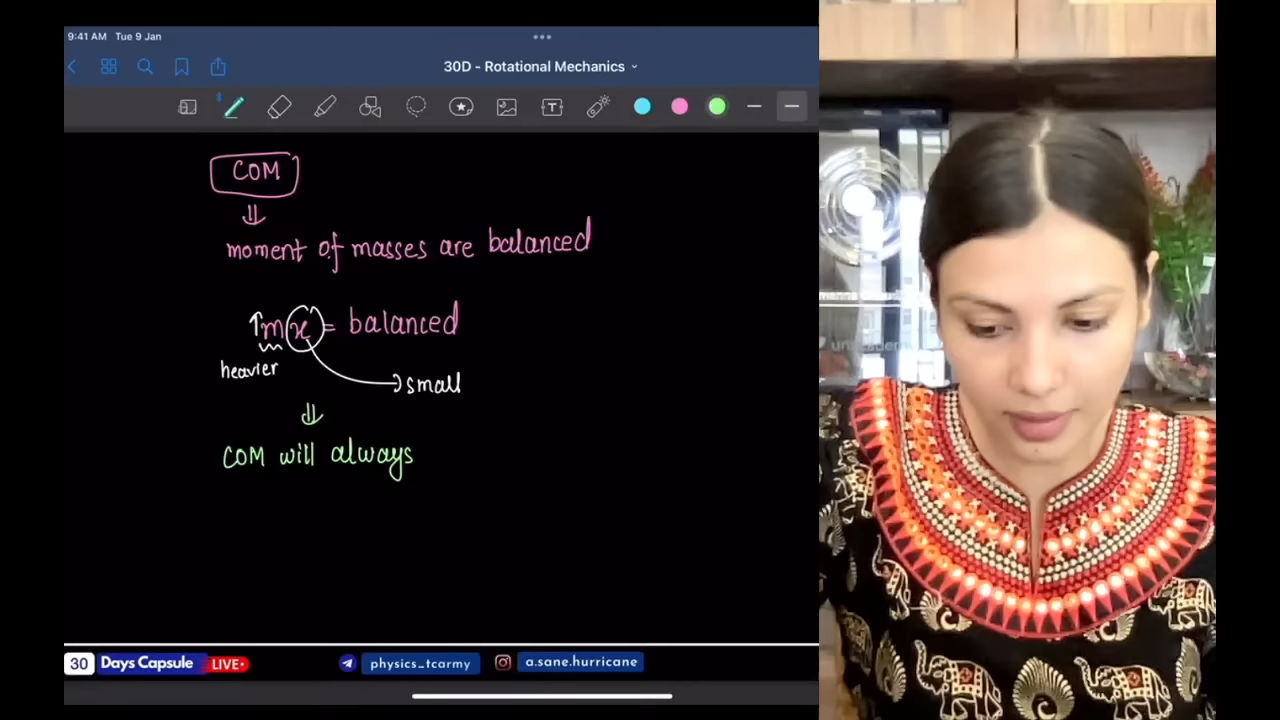 9:41 AM Tue 9 Jan
30D - Rotational Mechanics
COM
moment of masses are balanced
↑mx = balanced
heavier
small
COM will always
30 Days Capsule LIVE
physics_tcarmy
a.sane.hurricane